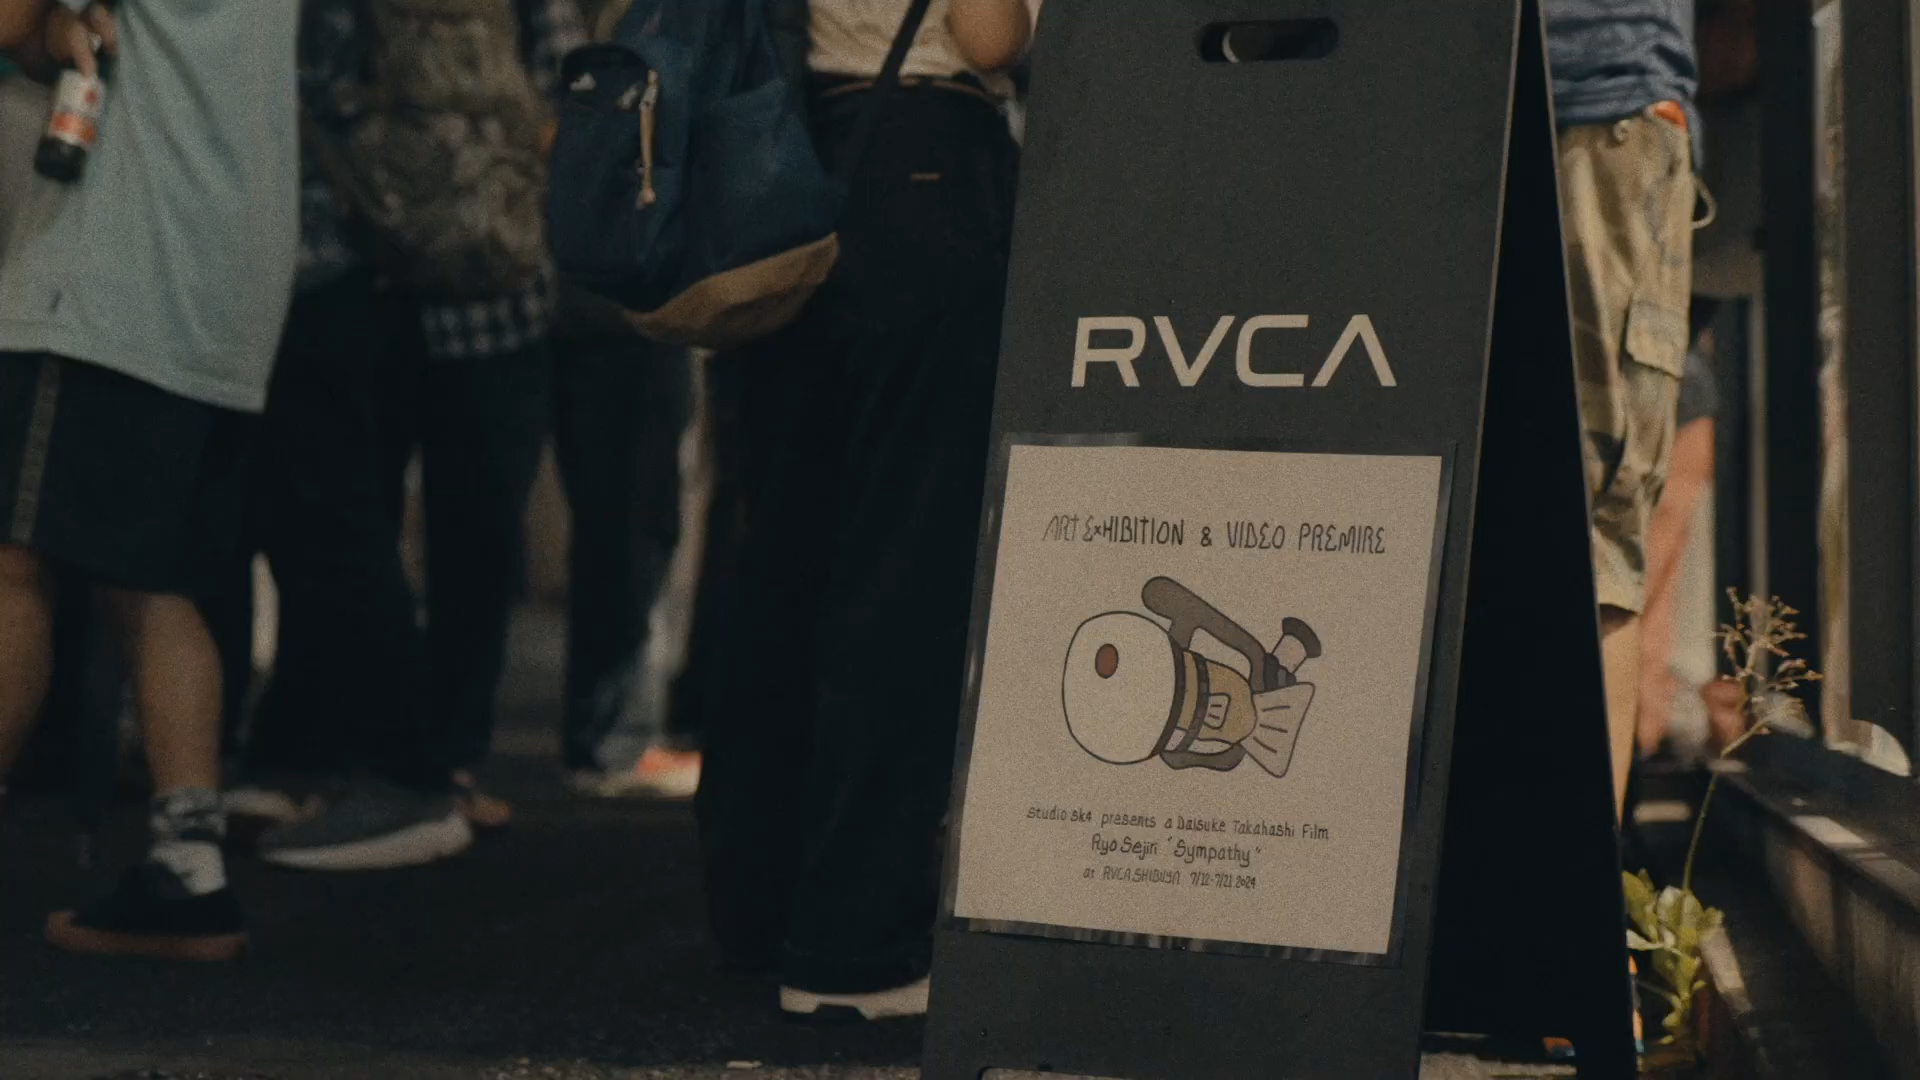 RVCA
ART ExHIBITION & VIDEO PREMIRE
studio sk4 presents a Daisuke Takahashi Film
Ryo Sejiri "Sympathy"
at RVCA SHIBUYA 7/12-7/21 2024